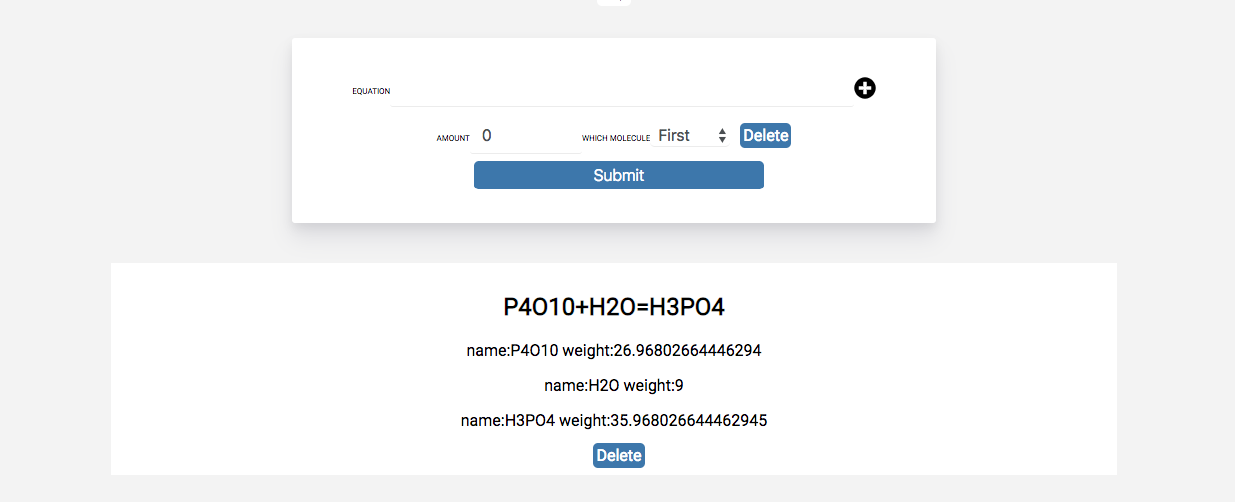 EQUATION
AMOUNT 0 WHICH MOLECULE First Delete
Submit
P4O10+H2O=H3PO4
name:P4O10 weight:26.96802664446294
name:H2O weight:9
name:H3PO4 weight:35.968026644462945
Delete